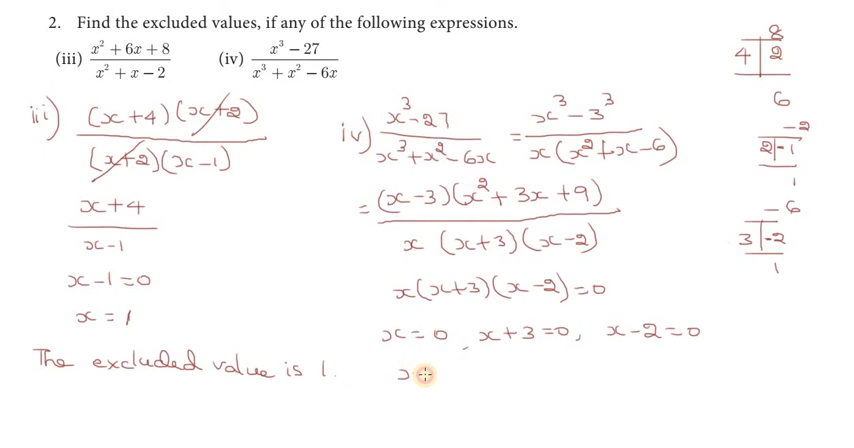 2. Find the excluded values, if any of the following expressions.
(iii) (x² + 6x + 8)/(x² + x − 2) (iv) (x³ − 27)/(x³ + x² − 6x)
iii) (x+4)(x+2)/(x+2)(x−1)
x+4/x−1
x−1=0
x = 1
The excluded value is 1.
iv) x³−27/x³+x²−6x = x³−3³/x(x²+x−6)
= (x−3)(x²+3x+9)/x(x+3)(x−2)
x(x+3)(x−2)=0
x=0, x+3=0, x−2=0
8
4 | 2
6
−2
2 | −1
1
−6
3 | −2
1